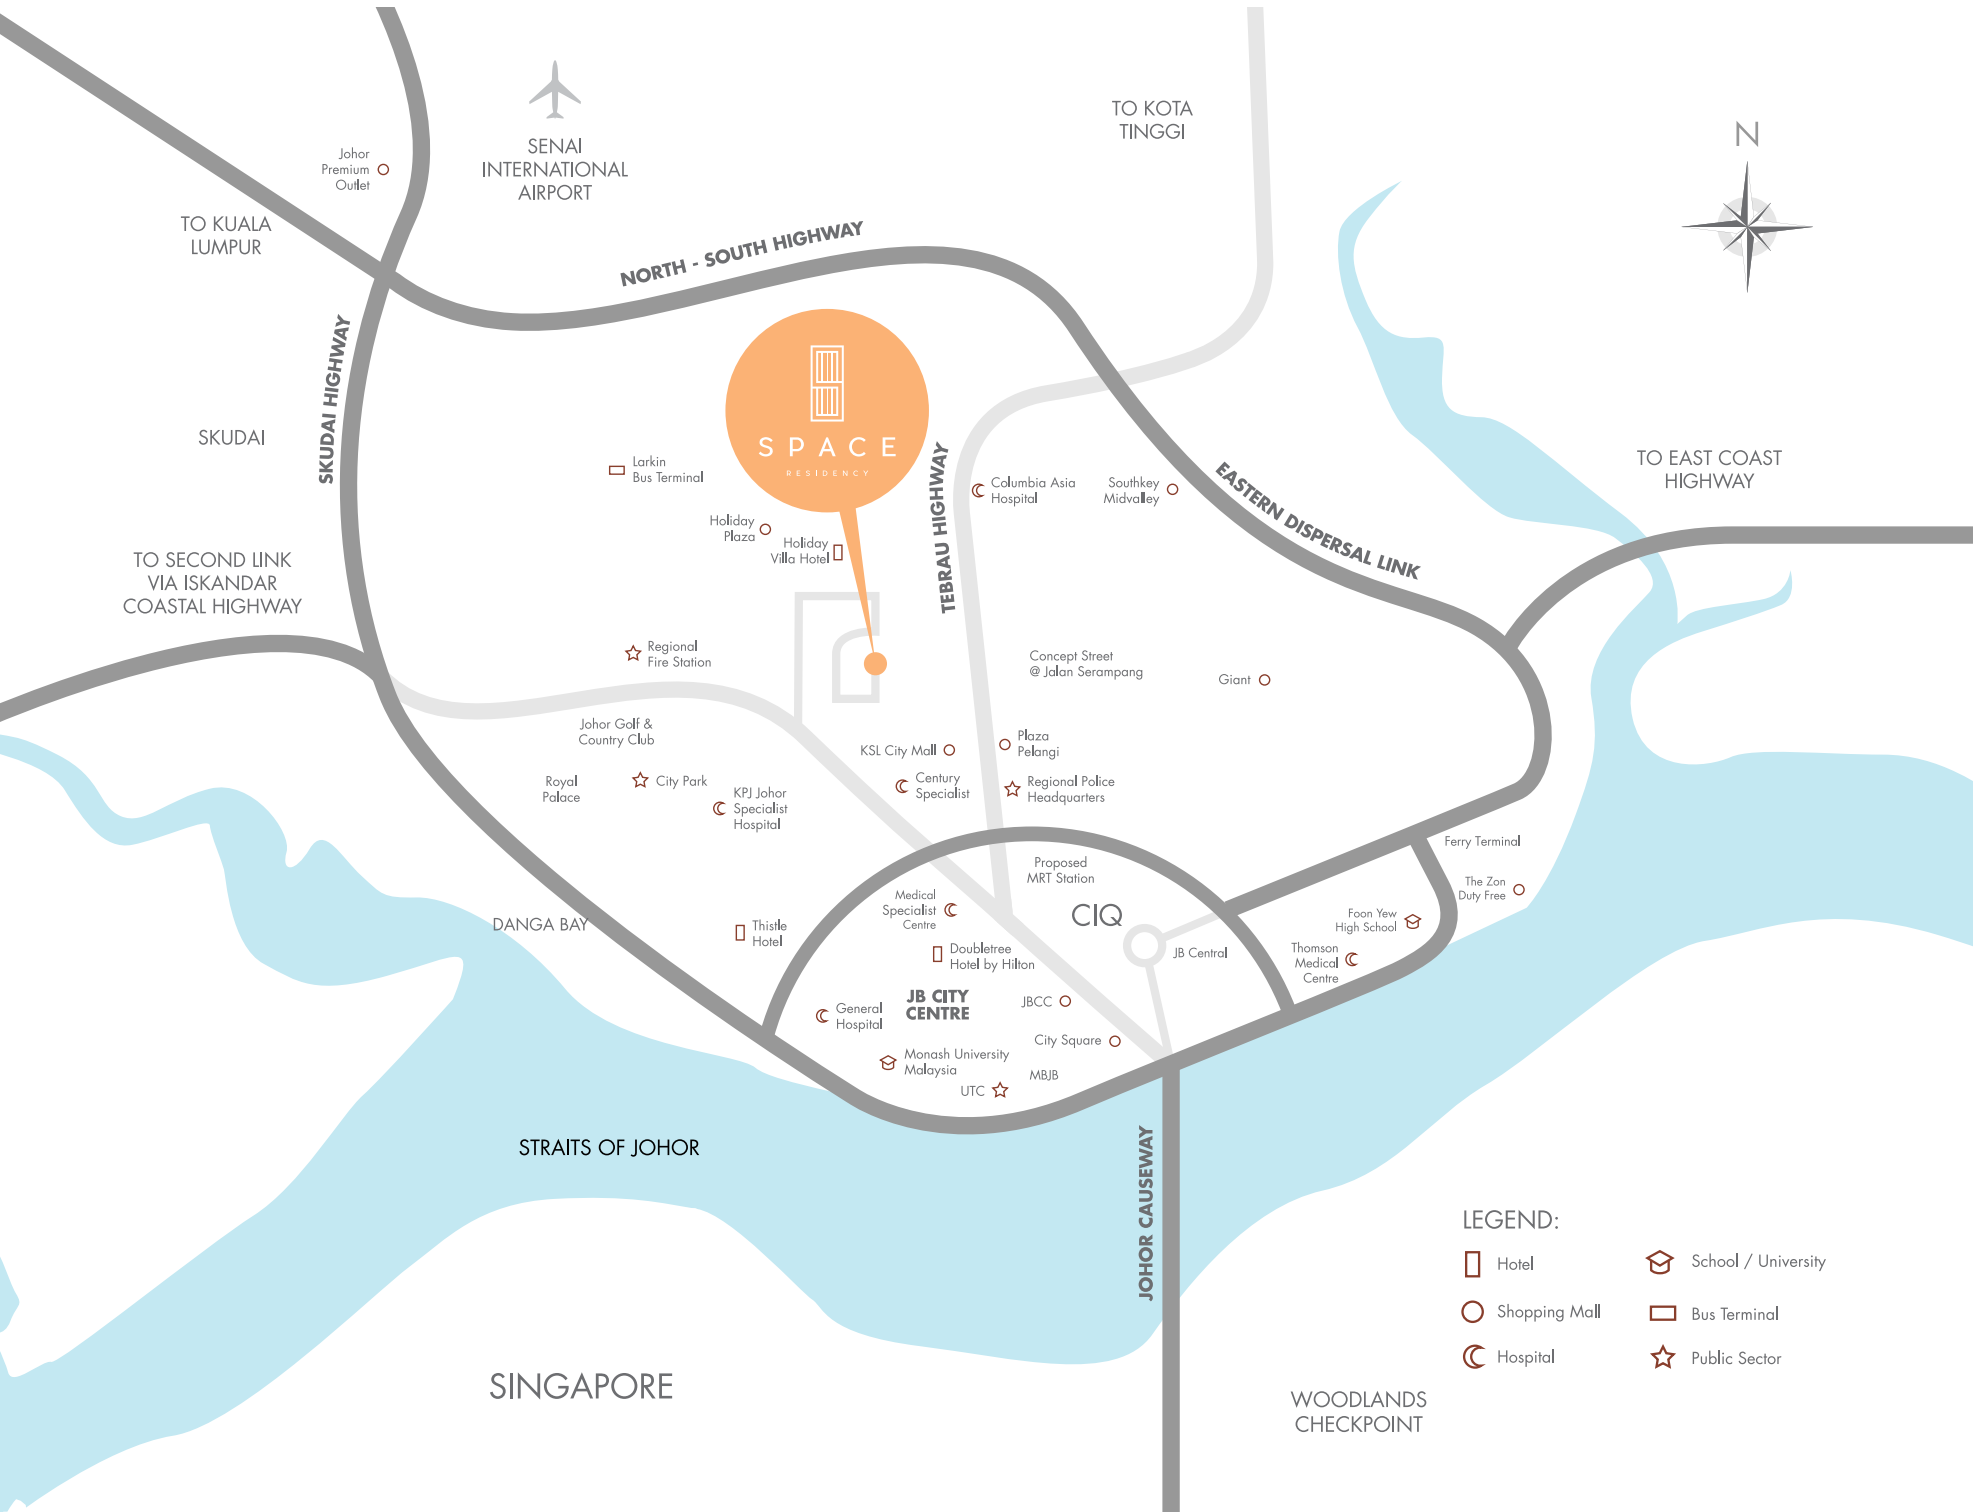 SENAI
INTERNATIONAL
AIRPORT
TO KOTA
TINGGI
N
Johor
Premium
Outlet
TO KUALA
LUMPUR
NORTH - SOUTH HIGHWAY
SKUDAI HIGHWAY
SKUDAI
SPACE
RESIDENCY
Larkin
Bus Terminal
TEBRAU HIGHWAY
Columbia Asia
Hospital
Southkey
Midvalley
EASTERN DISPERSAL LINK
TO EAST COAST
HIGHWAY
Holiday
Plaza
Holiday
Villa Hotel
TO SECOND LINK
VIA ISKANDAR
COASTAL HIGHWAY
Regional
Fire Station
Concept Street
@ Jalan Serampang
Giant
Johor Golf &
Country Club
KSL City Mall
Plaza
Pelangi
Royal
Palace
City Park
KPJ Johor
Specialist
Hospital
Century
Specialist
Regional Police
Headquarters
Ferry Terminal
Proposed
MRT Station
The Zon
Duty Free
Medical
Specialist
Centre
CIQ
Foon Yew
High School
DANGA BAY
Thistle
Hotel
Doubletree
Hotel by Hilton
JB Central
Thomson
Medical
Centre
JB CITY
CENTRE
JBCC
General
Hospital
City Square
Monash University
Malaysia
MBJB
UTC
STRAITS OF JOHOR
JOHOR CAUSEWAY
SINGAPORE
WOODLANDS
CHECKPOINT
LEGEND:
Hotel
School / University
Shopping Mall
Bus Terminal
Hospital
Public Sector